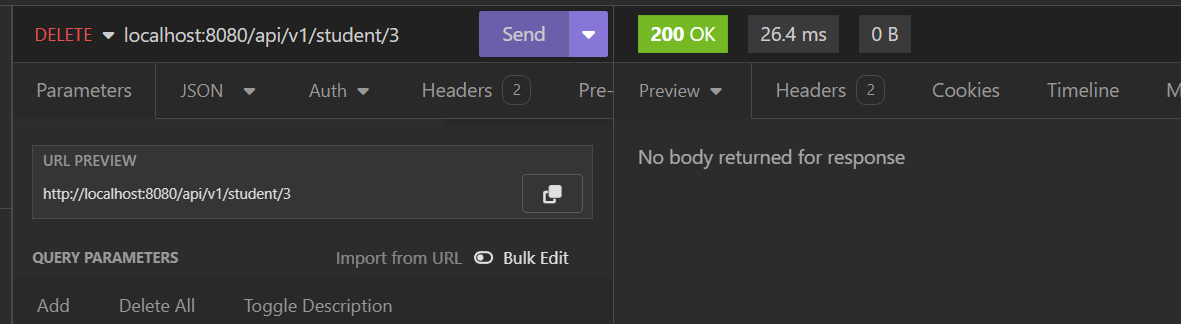 DELETE localhost:8080/api/v1/student/3 Send 200 OK 26.4 ms 0 B
Parameters JSON Auth Headers 2 Pre- Preview Headers 2 Cookies Timeline M
URL PREVIEW
http://localhost:8080/api/v1/student/3
No body returned for response
QUERY PARAMETERS Import from URL Bulk Edit
Add Delete All Toggle Description